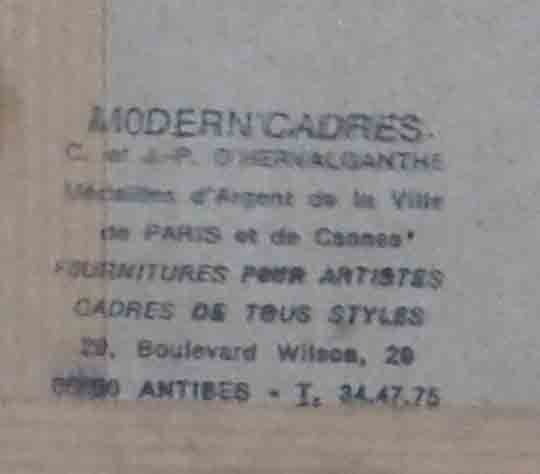 MODERN'CADRES
C. et J.-P. D'HERVALGANTHE
Médailles d'Argent de la Ville
de PARIS et de Cannes
FOURNITURES POUR ARTISTES
CADRES DE TOUS STYLES
29, Boulevard Wilson, 29
ANTIBES - T. 34.47.75